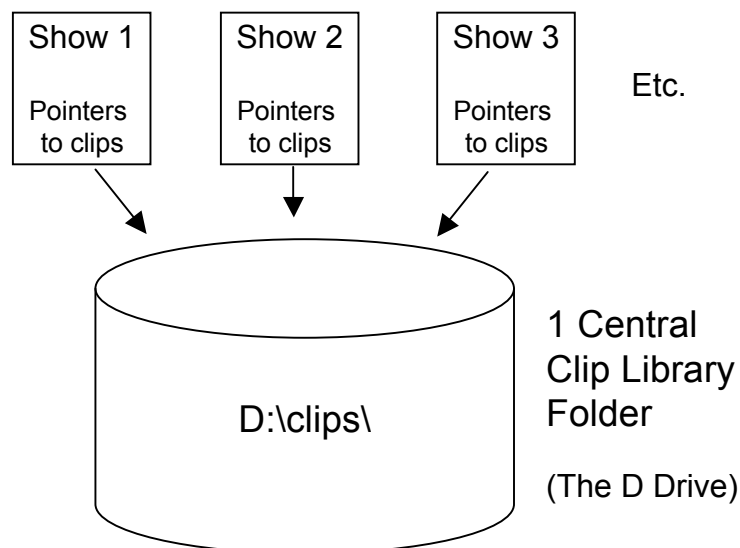 Show 1
Pointers
to clips
Show 2
Pointers
to clips
Show 3
Pointers
to clips
Etc.
D:\clips\
1 Central
Clip Library
Folder
(The D Drive)